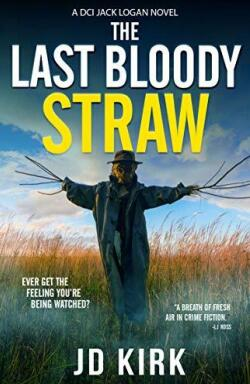 A DCI JACK LOGAN NOVEL
THE
LAST BLOODY
STRAW
EVER GET THE
FEELING YOU'RE
BEING WATCHED?
"A BREATH OF FRESH
AIR IN CRIME FICTION."
-LJ ROSS
JD KIRK